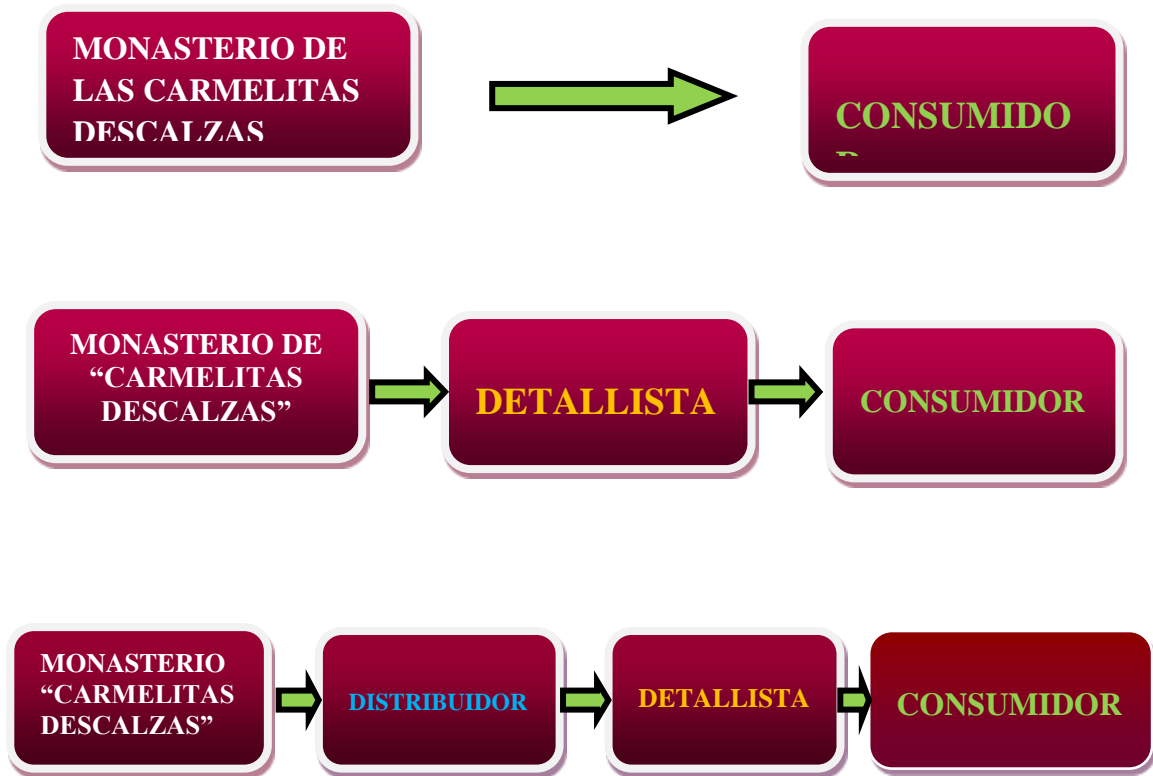 MONASTERIO DE
LAS CARMELITAS
DESCALZAS
CONSUMIDO
R
MONASTERIO DE
“CARMELITAS
DESCALZAS”
DETALLISTA
CONSUMIDOR
MONASTERIO
“CARMELITAS
DESCALZAS”
DISTRIBUIDOR
DETALLISTA
CONSUMIDOR